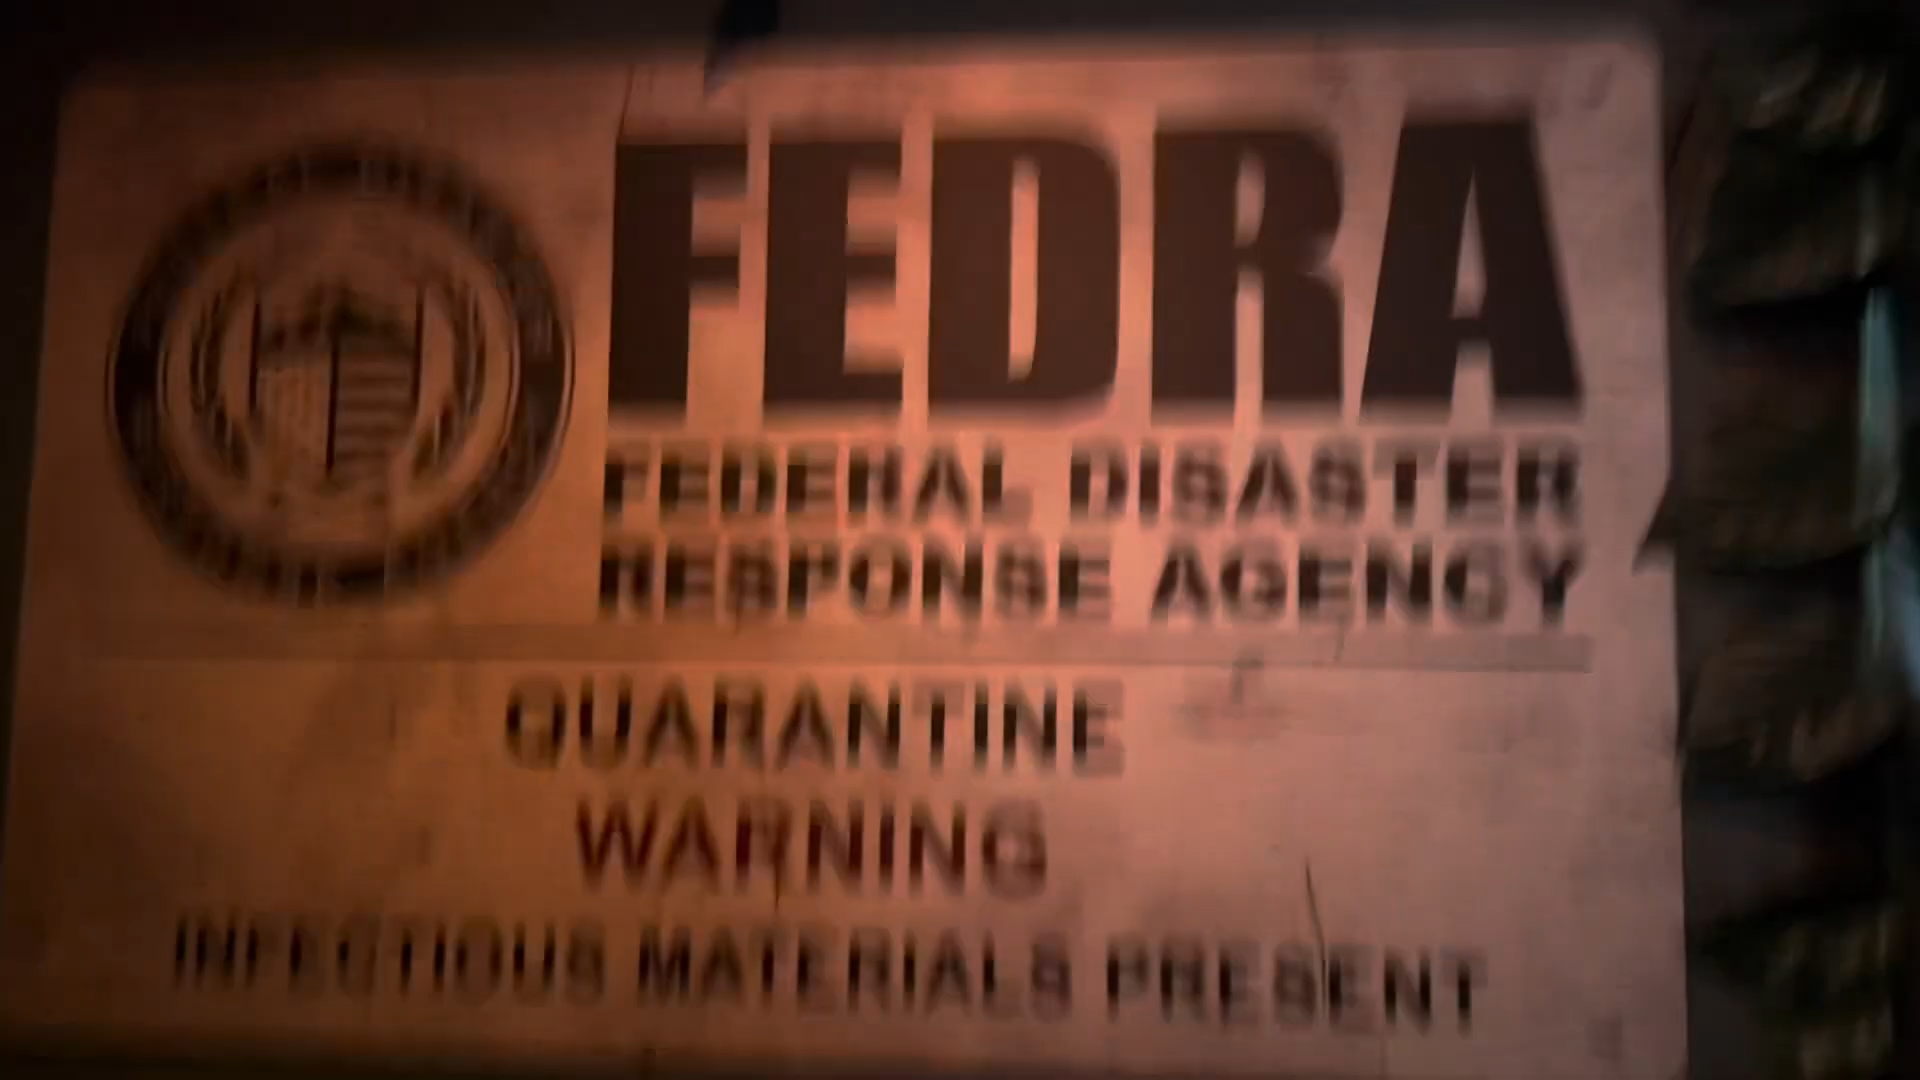 FEDRA
FEDERAL DISASTER
RESPONSE AGENCY
QUARANTINE
WARNING
INFECTIOUS MATERIALS PRESENT